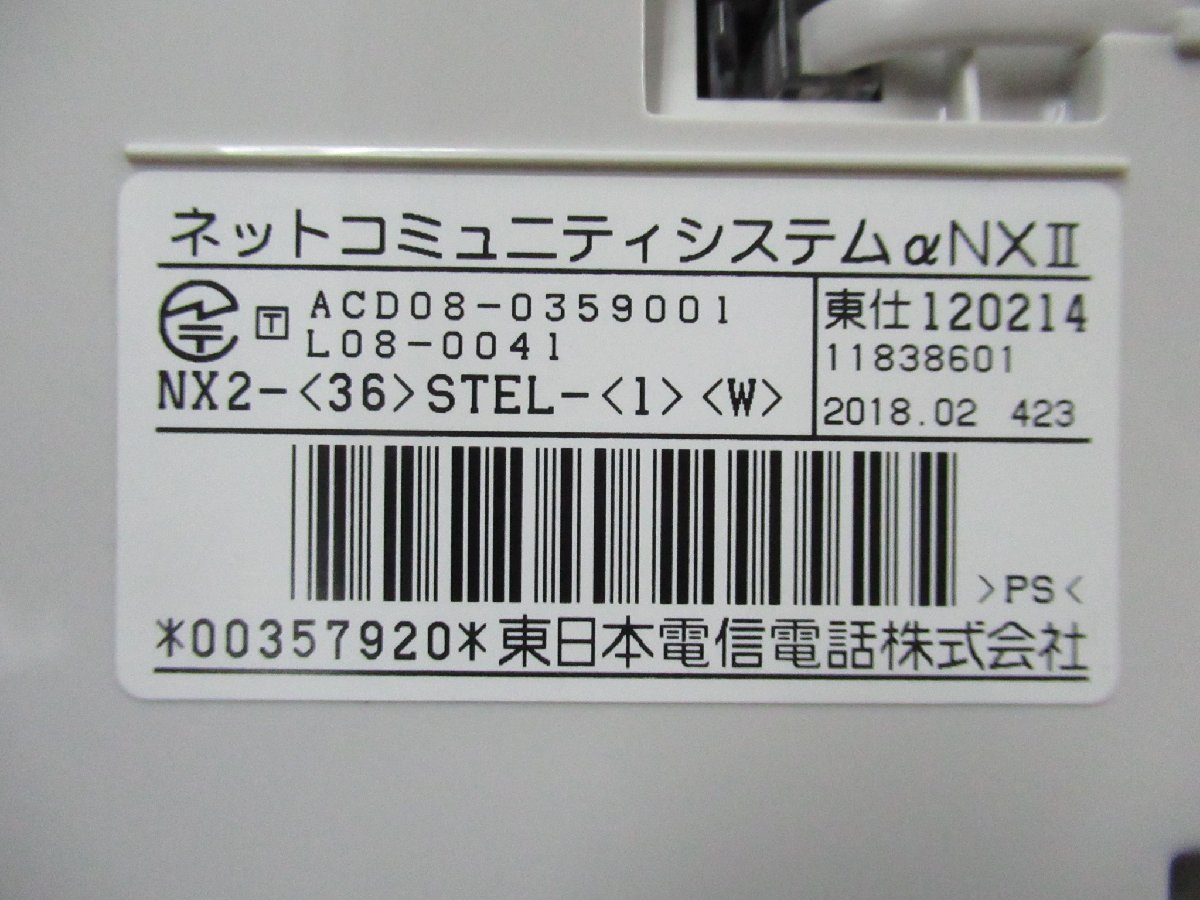 ネットコミュニティシステムαNXⅡ
T ACD08-0359001
L08-0041
NX2-<36>STEL-<1><W>
東仕120214
11838601
2018.02 423
>PS<
*00357920*東日本電信電話株式会社